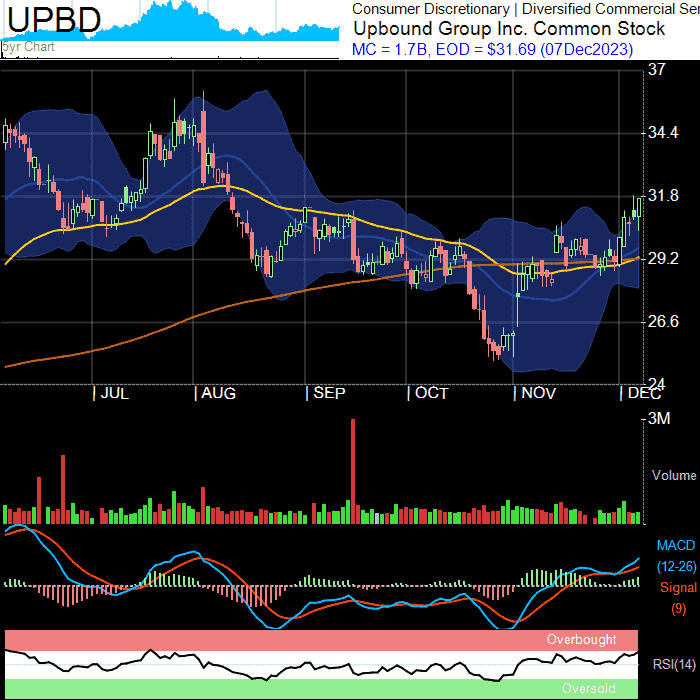 UPBD
5yr Chart
Consumer Discretionary | Diversified Commercial Ser
Upbound Group Inc. Common Stock
MC = 1.7B, EOD = $31.69 (07Dec2023)
37
34.4
31.8
29.2
26.6
24
| JUL | AUG | SEP | OCT | NOV | DEC
3M
Volume
MACD
(12-26)
Signal
(9)
Overbought
RSI(14)
Oversold